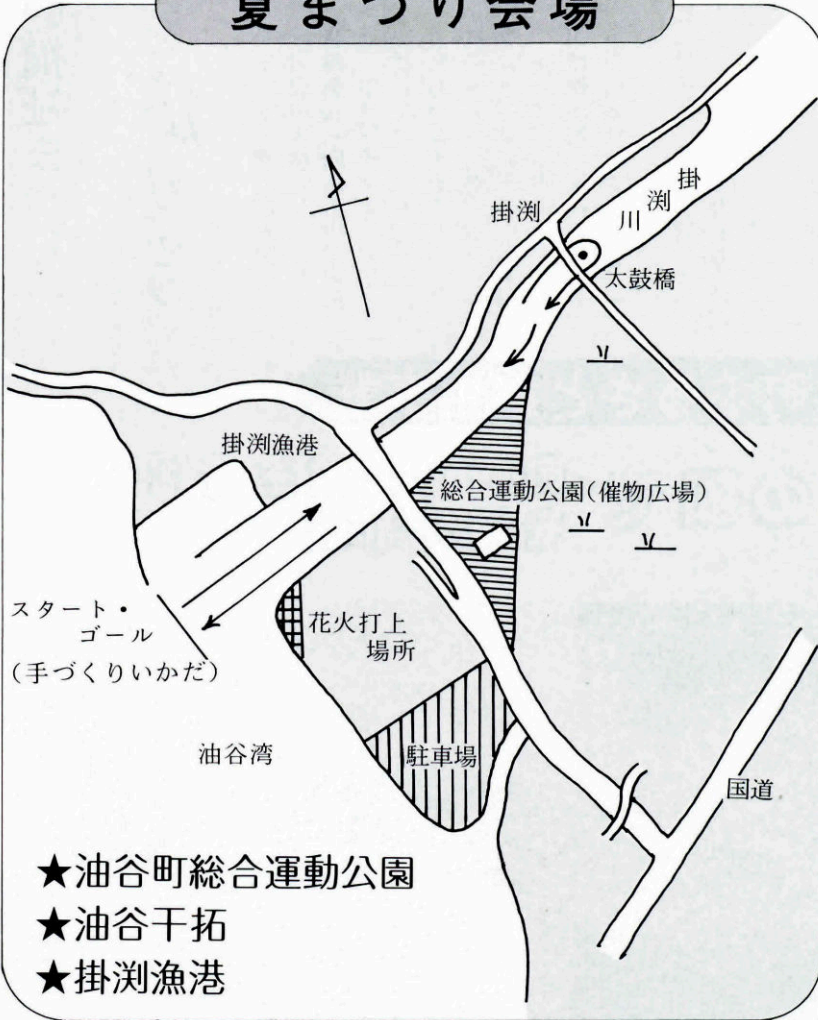 夏まつり会場
掛渕川
掛渕
太鼓橋
掛渕漁港
総合運動公園(催物広場)
スタート・
ゴール
(手づくりいかだ)
花火打上
場所
油谷湾
駐車場
国道
★油谷町総合運動公園
★油谷干拓
★掛渕漁港